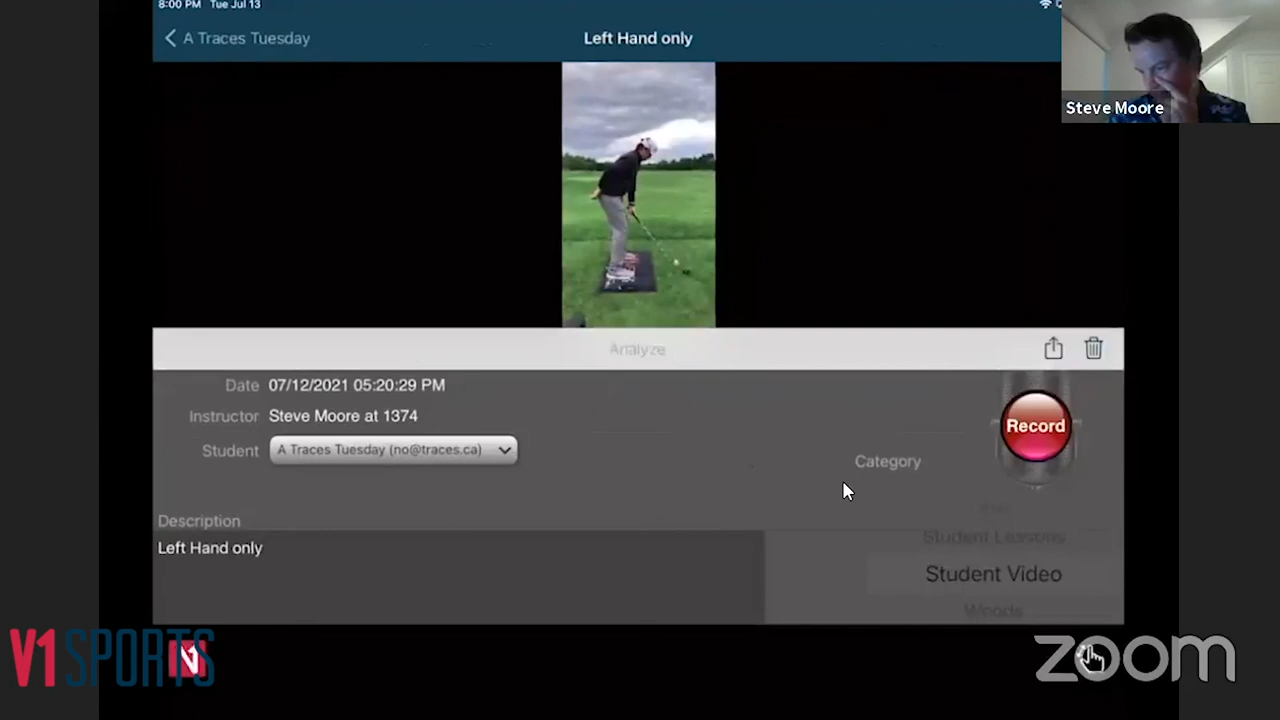 8:00 PM Tue Jul 13
A Traces Tuesday
Left Hand only
Steve Moore
Analyze
Date 07/12/2021 05:20:29 PM
Instructor Steve Moore at 1374
Record
Student A Traces Tuesday (no@traces.ca)
Category
Description
Left Hand only
Student Lessons
Student Video
Woods
V1 SPORTS
zoom